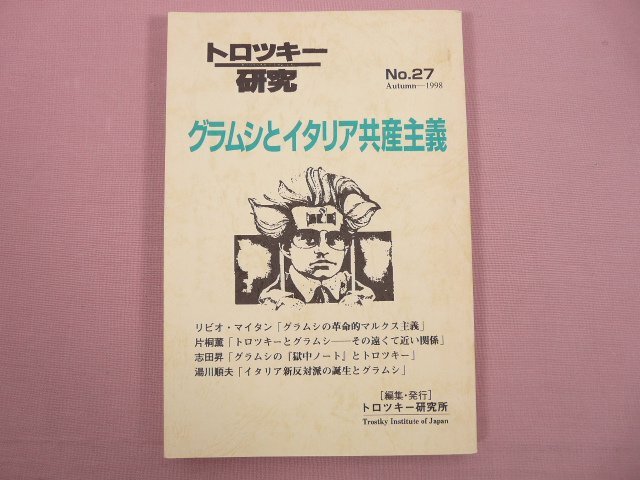 トロツキー
研究
No.27
Autumn—1998
グラムシとイタリア共産主義
リビオ・マイタン「グラムシの革命的マルクス主義」
片桐薫「トロツキーとグラムシ——その遠くて近い関係」
志田昇「グラムシの『獄中ノート』とトロツキー」
湯川順夫「イタリア新反対派の誕生とグラムシ」
［編集・発行］
トロツキー研究所
Trostky Institute of Japan